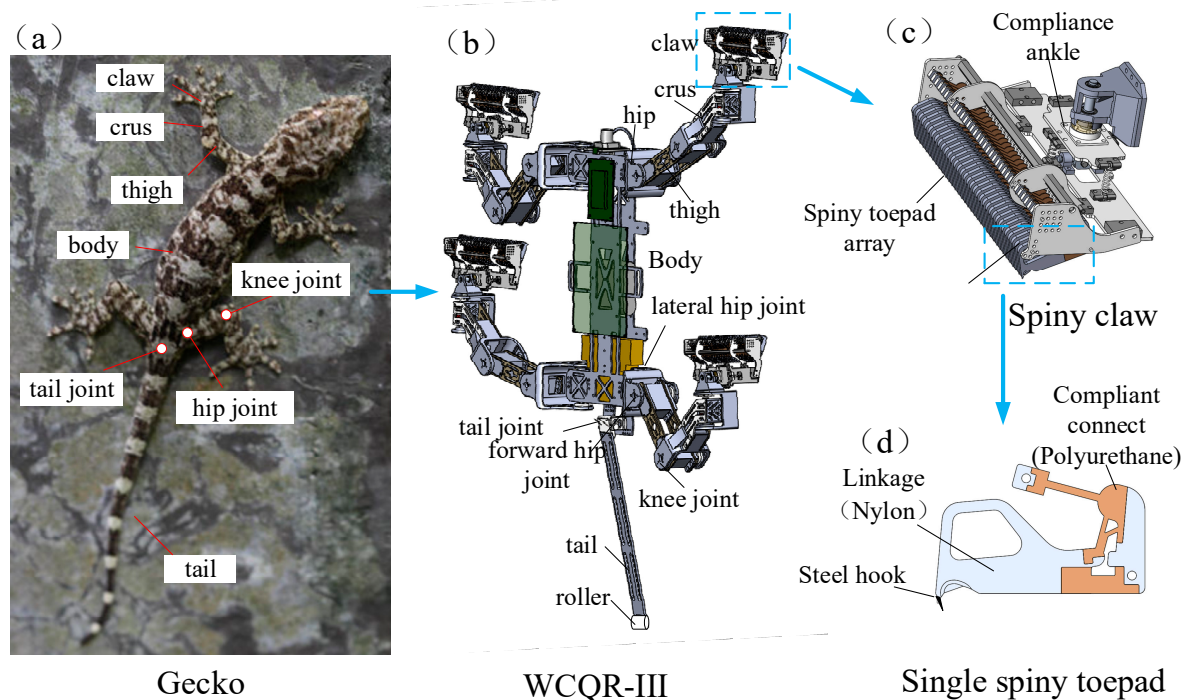 (a)
claw
crus
thigh
body
knee joint
tail joint
hip joint
tail
Gecko
(b)
claw
crus
hip
thigh
Body
lateral hip joint
tail joint
forward hip
joint
knee joint
tail
roller
WCQR-III
(c)
Compliance
ankle
Spiny toepad
array
Spiny claw
(d)
Compliant
connect
(Polyurethane)
Linkage
(Nylon)
Steel hook
Single spiny toepad